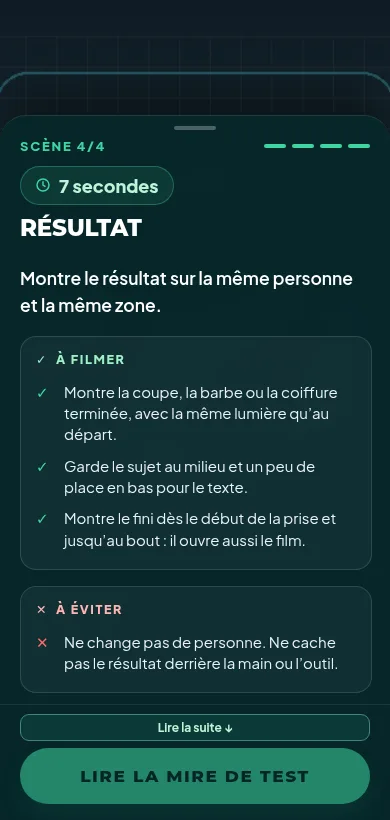 SCÈNE 4/4
7 secondes
RÉSULTAT
Montre le résultat sur la même personne
et la même zone.
✓ À FILMER
✓ Montre la coupe, la barbe ou la coiffure
terminée, avec la même lumière qu'au
départ.
✓ Garde le sujet au milieu et un peu de
place en bas pour le texte.
✓ Montre le fini dès le début de la prise et
jusqu'au bout : il ouvre aussi le film.
✕ À ÉVITER
✕ Ne change pas de personne. Ne cache
pas le résultat derrière la main ou l'outil.
Lire la suite ↓
LIRE LA MIRE DE TEST